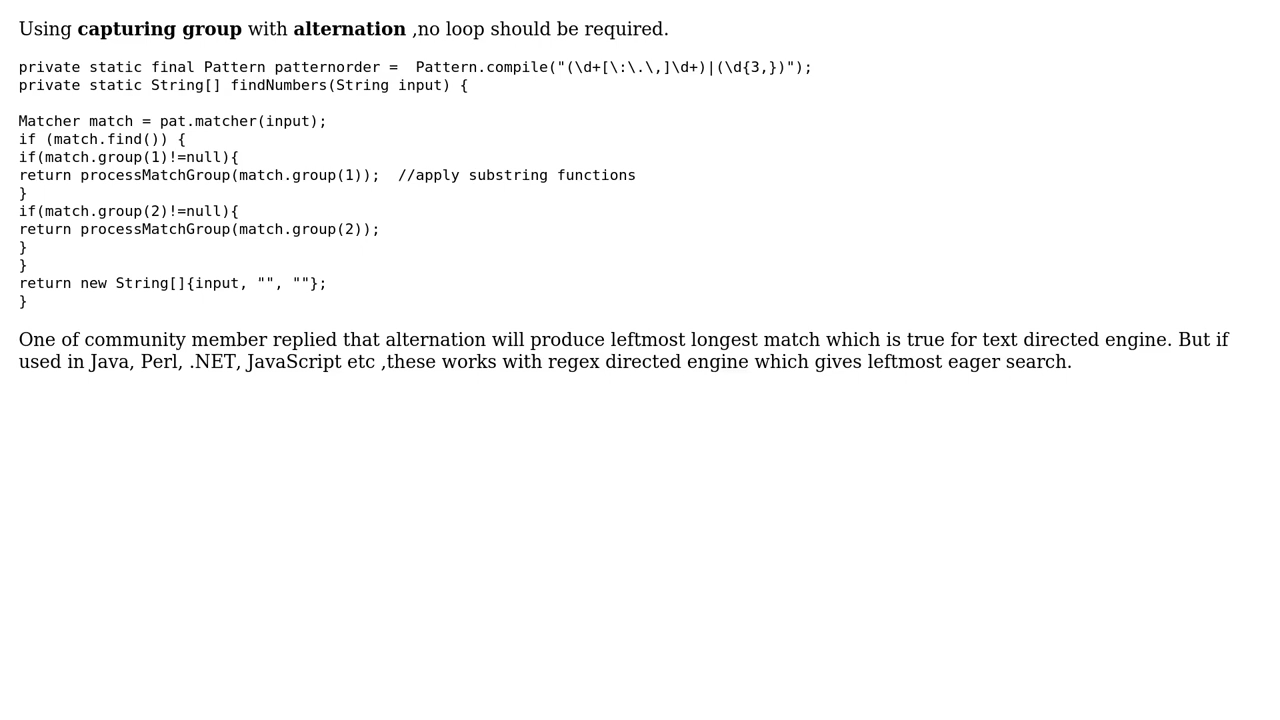 Using capturing group with alternation ,no loop should be required.
private static final Pattern patternorder =  Pattern.compile("(\d+[\:\.\,]\d+)|(\d{3,})");
private static String[] findNumbers(String input) {
Matcher match = pat.matcher(input);
if (match.find()) {
if(match.group(1)!=null){
return processMatchGroup(match.group(1));  //apply substring functions
}
if(match.group(2)!=null){
return processMatchGroup(match.group(2));
}
}
return new String[]{input, "", ""};
}
One of community member replied that alternation will produce leftmost longest match which is true for text directed engine. But if
used in Java, Perl, .NET, JavaScript etc ,these works with regex directed engine which gives leftmost eager search.